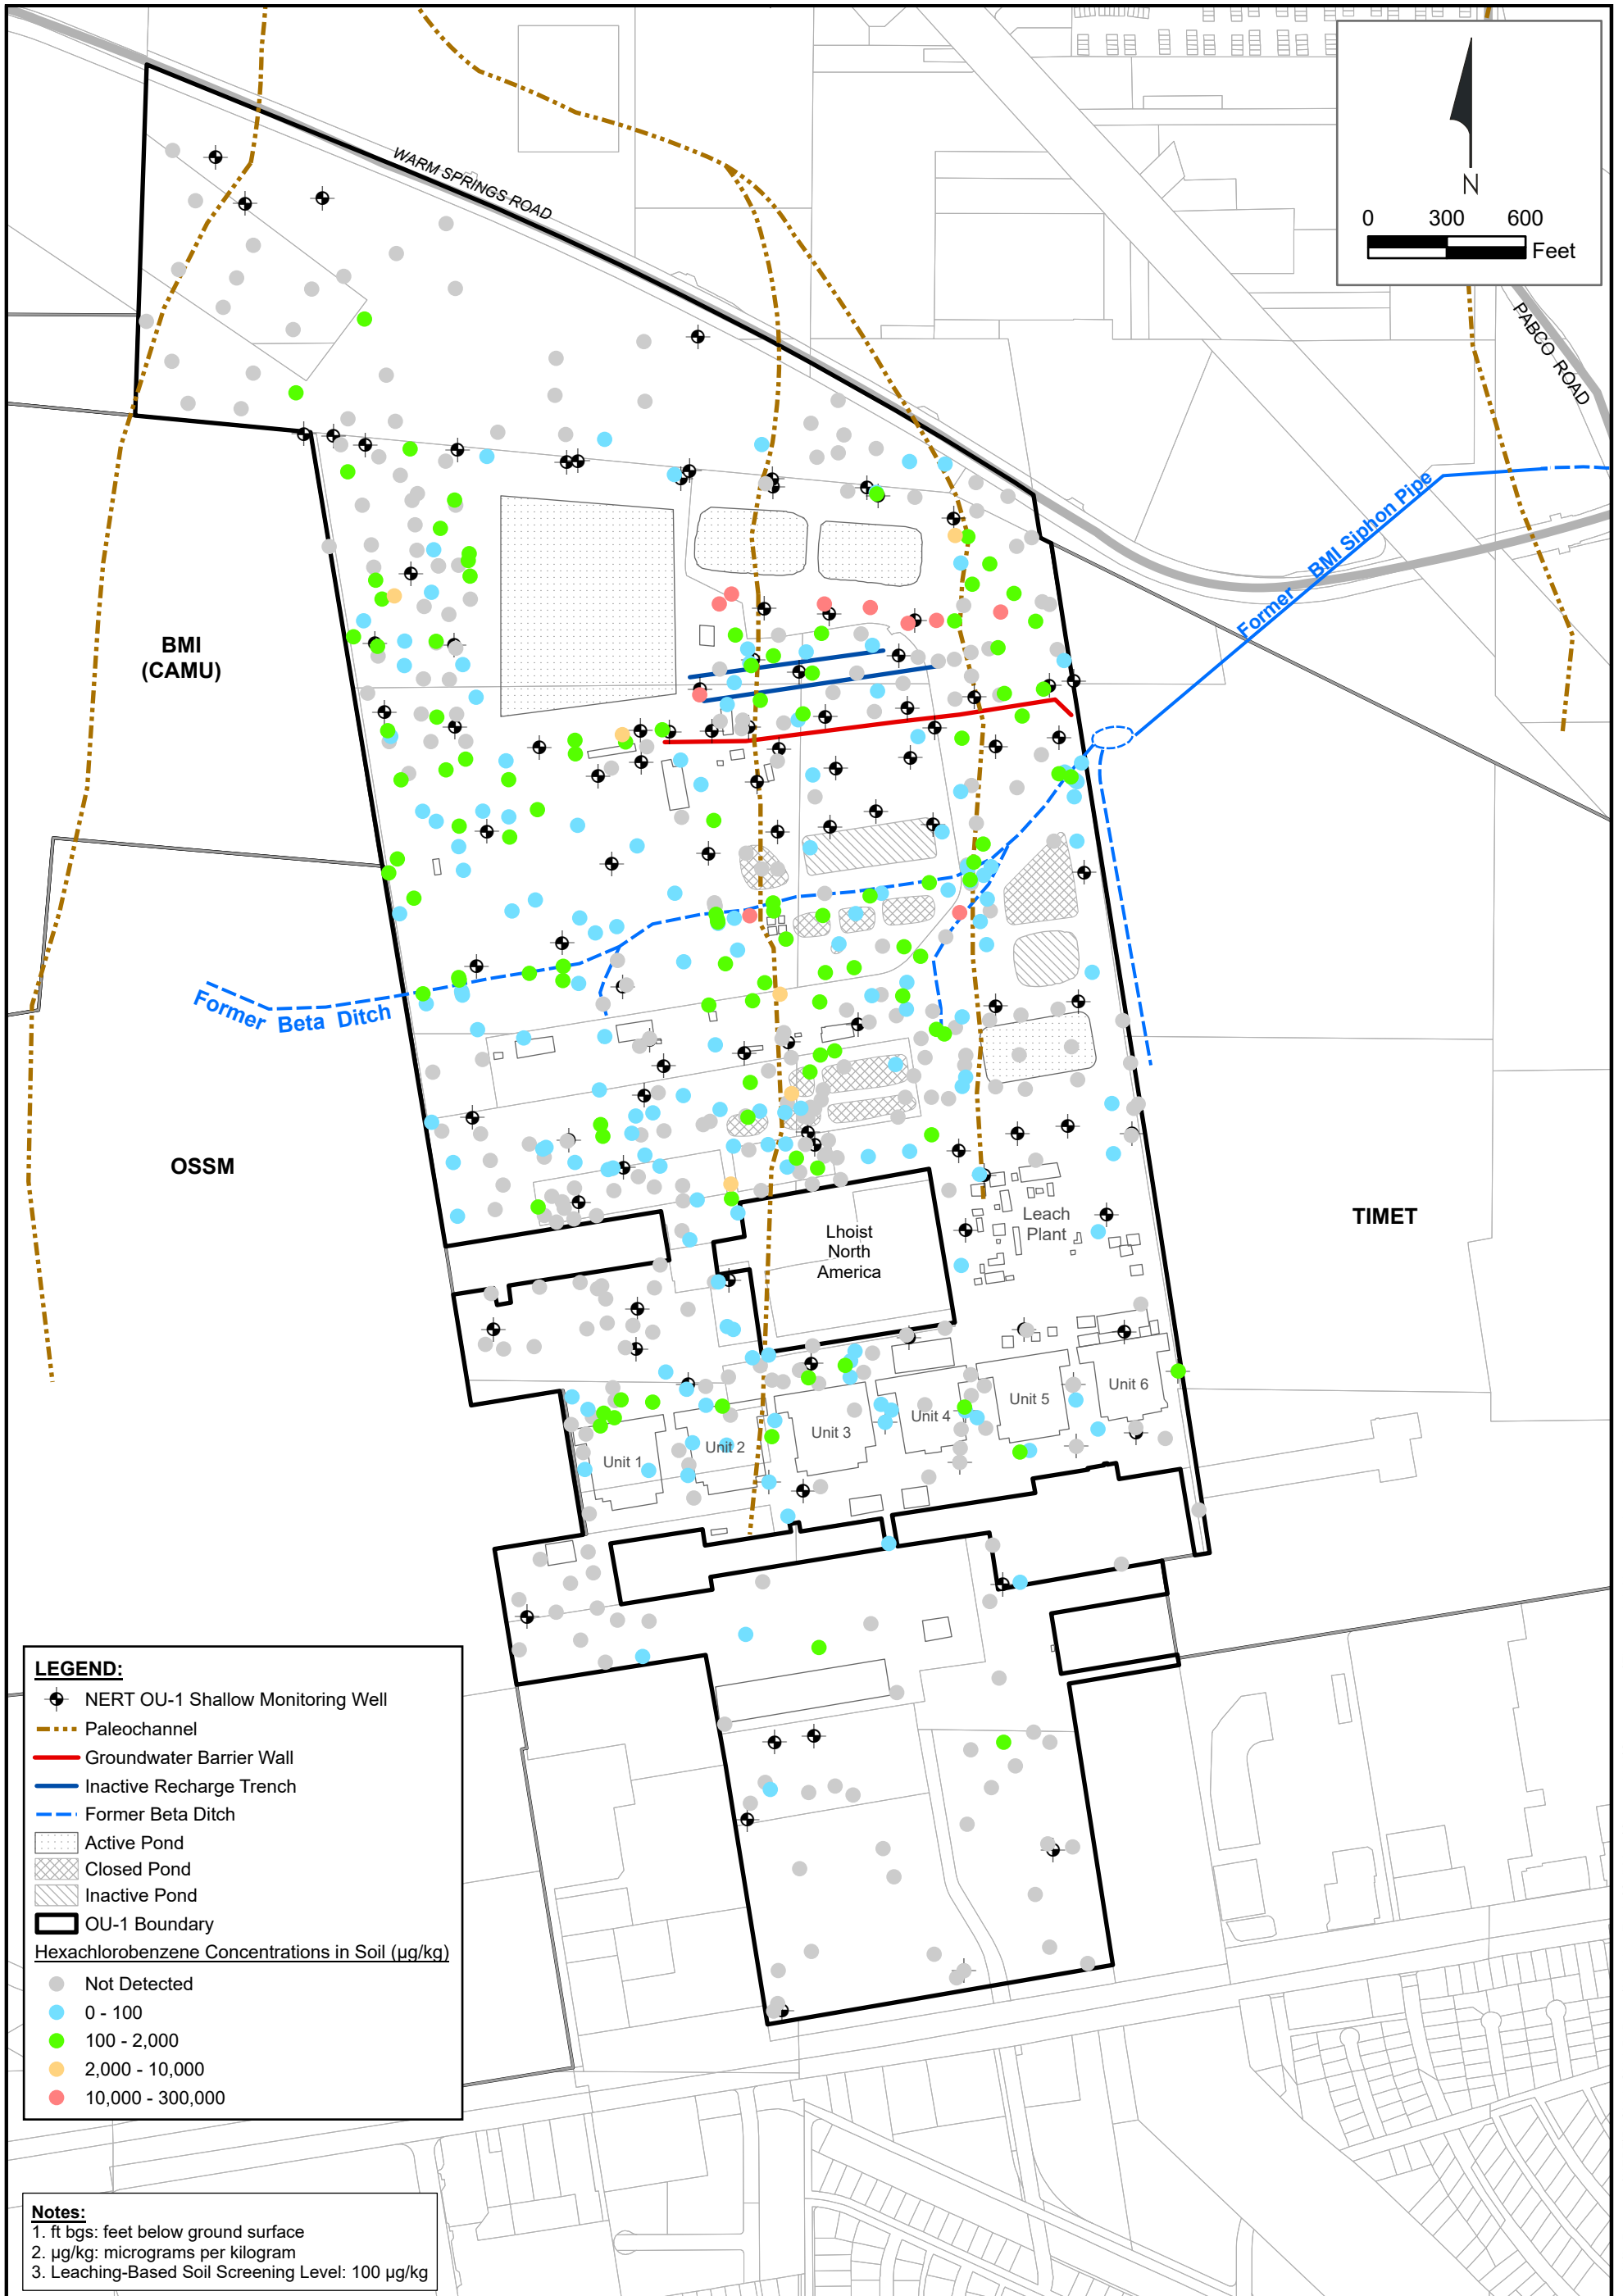 WARM SPRINGS ROAD
N
0 300 600
Feet
PABCO ROAD
Former BMI Siphon Pipe
BMI
(CAMU)
Former Beta Ditch
OSSM
TIMET
Lhoist
North
America
Leach
Plant
Unit 1
Unit 2
Unit 3
Unit 4
Unit 5
Unit 6
LEGEND:
NERT OU-1 Shallow Monitoring Well
Paleochannel
Groundwater Barrier Wall
Inactive Recharge Trench
Former Beta Ditch
Active Pond
Closed Pond
Inactive Pond
OU-1 Boundary
Hexachlorobenzene Concentrations in Soil (µg/kg)
Not Detected
0 - 100
100 - 2,000
2,000 - 10,000
10,000 - 300,000
Notes:
1. ft bgs: feet below ground surface
2. µg/kg: micrograms per kilogram
3. Leaching-Based Soil Screening Level: 100 µg/kg